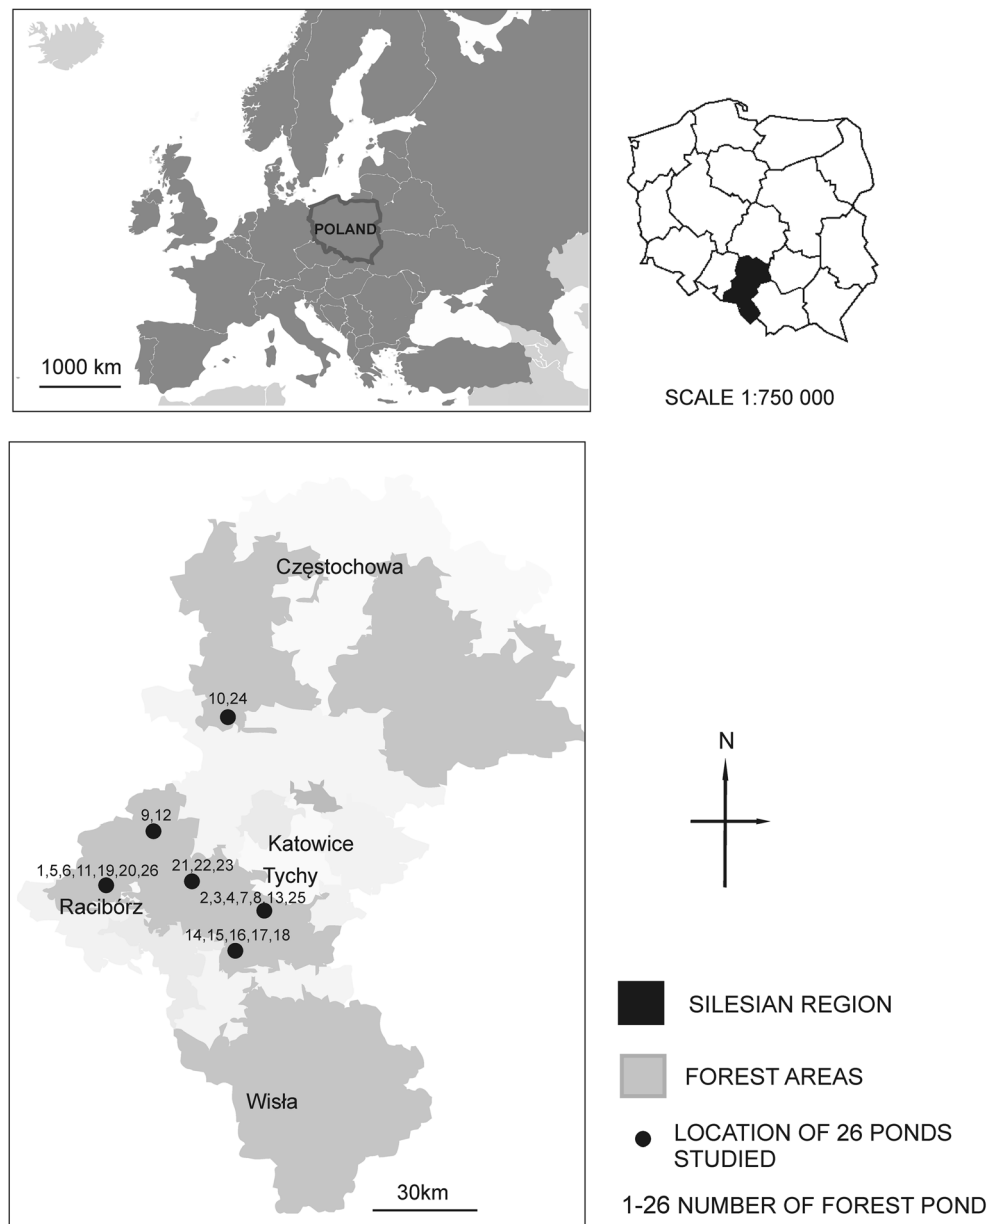 POLAND
1000 km
SCALE 1:750 000
Częstochowa
10,24
N
9,12
Katowice
21,22,23
1,5,6,11,19,20,26
Tychy
2,3,4,7,8,13,25
Racibórz
14,15,16,17,18
SILESIAN REGION
FOREST AREAS
Wisła
LOCATION OF 26 PONDS
STUDIED
30km
1-26 NUMBER OF FOREST POND